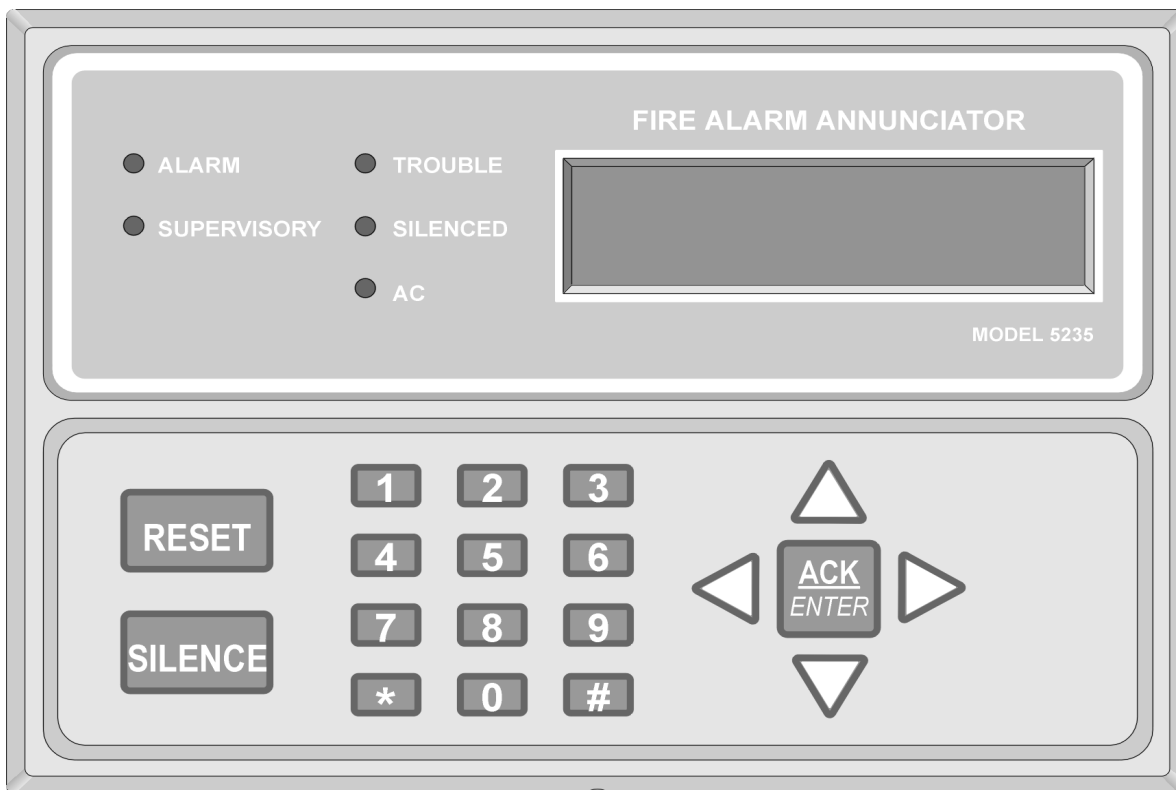 FIRE ALARM ANNUNCIATOR
ALARM
TROUBLE
SUPERVISORY
SILENCED
AC
MODEL 5235
RESET
SILENCE
1 2 3
4 5 6
7 8 9
* 0 #
ACK
ENTER